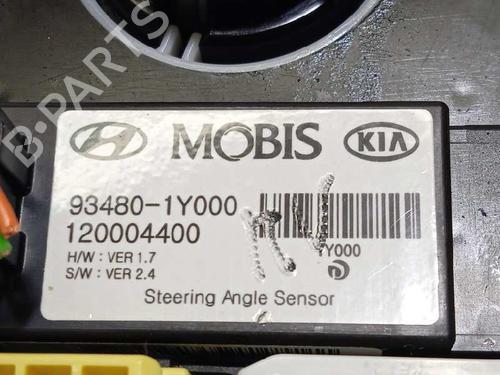 MOBIS KIA
93480-1Y000
120004400
H/W : VER 1.7
S/W : VER 2.4
Y000
Steering Angle Sensor
B-PARTS